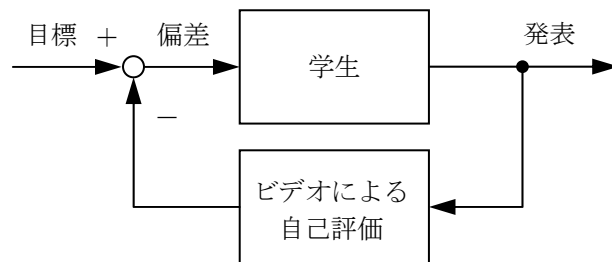 目標 + 偏差
学生
発表
−
ビデオによる
自己評価